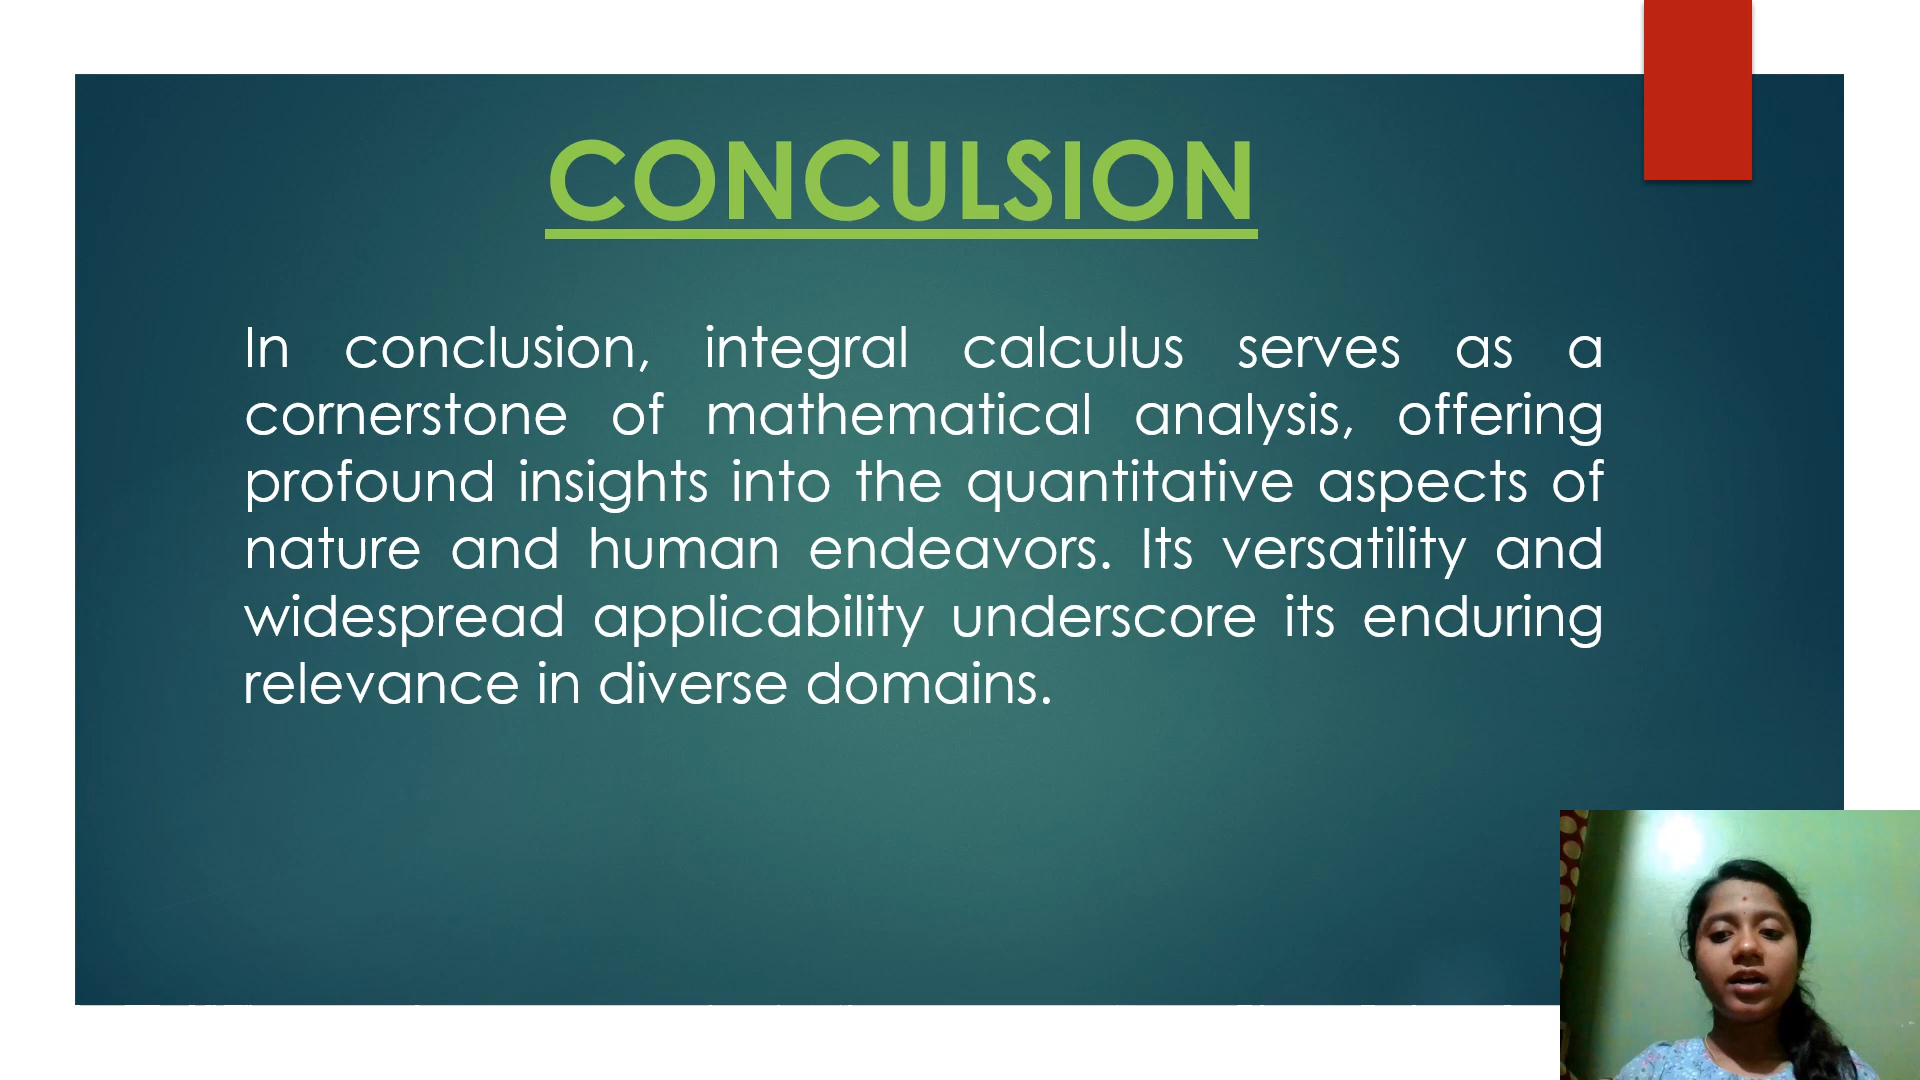 CONCULSION
In conclusion, integral calculus serves as a
cornerstone of mathematical analysis, offering
profound insights into the quantitative aspects of
nature and human endeavors. Its versatility and
widespread applicability underscore its enduring
relevance in diverse domains.